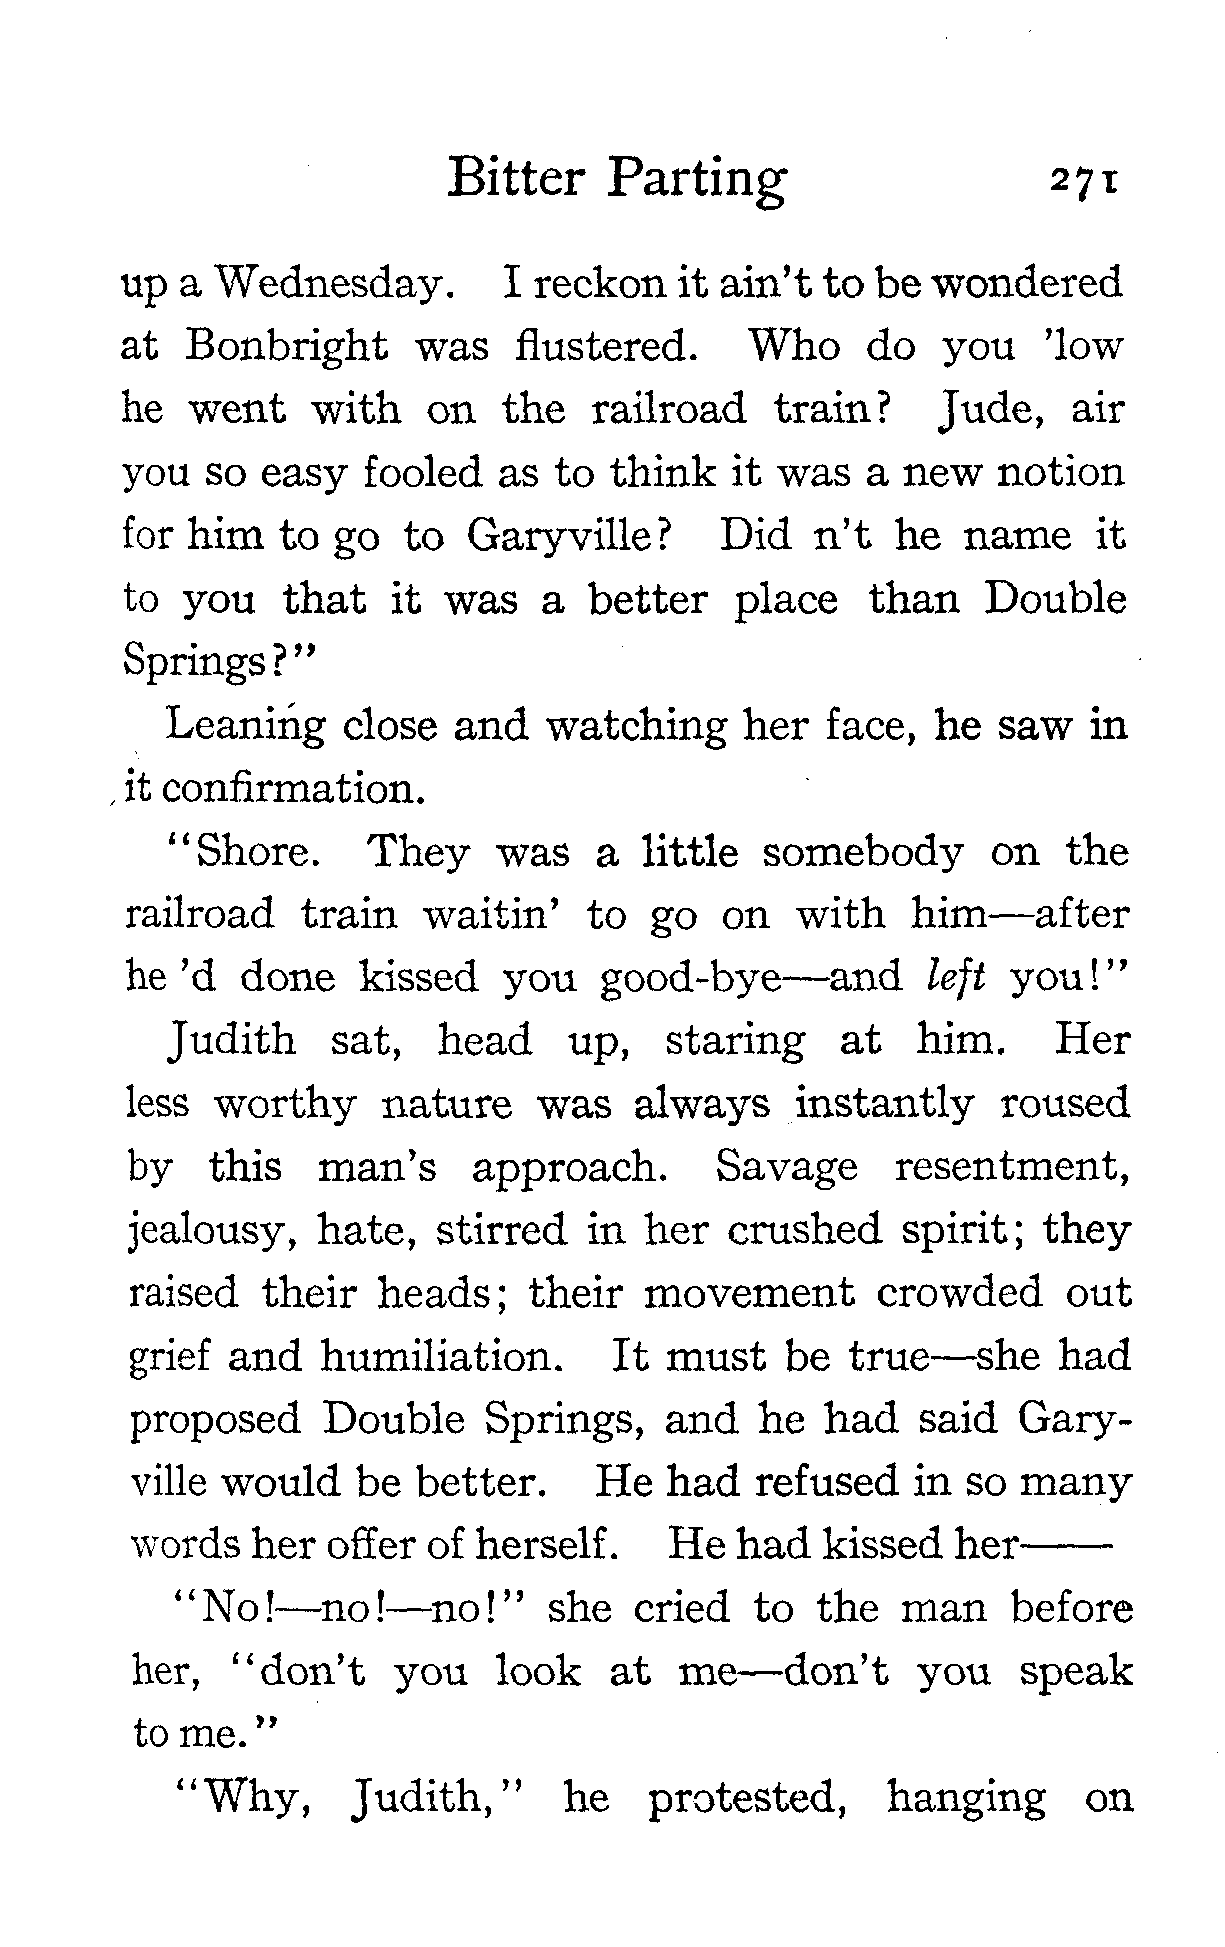 Bitter Parting 271
up a Wednesday. I reckon it ain't to be wondered
at Bonbright was flustered. Who do you 'low
he went with on the railroad train? Jude, air
you so easy fooled as to think it was a new notion
for him to go to Garyville? Did n't he name it
to you that it was a better place than Double
Springs?"
Leaning close and watching her face, he saw in
it confirmation.
"Shore. They was a little somebody on the
railroad train waitin' to go on with him—after
he 'd done kissed you good-bye—and left you!"
Judith sat, head up, staring at him. Her
less worthy nature was always instantly roused
by this man's approach. Savage resentment,
jealousy, hate, stirred in her crushed spirit; they
raised their heads; their movement crowded out
grief and humiliation. It must be true—she had
proposed Double Springs, and he had said Gary-
ville would be better. He had refused in so many
words her offer of herself. He had kissed her——
"No!—no!—no!" she cried to the man before
her, "don't you look at me—don't you speak
to me."
"Why, Judith," he protested, hanging on